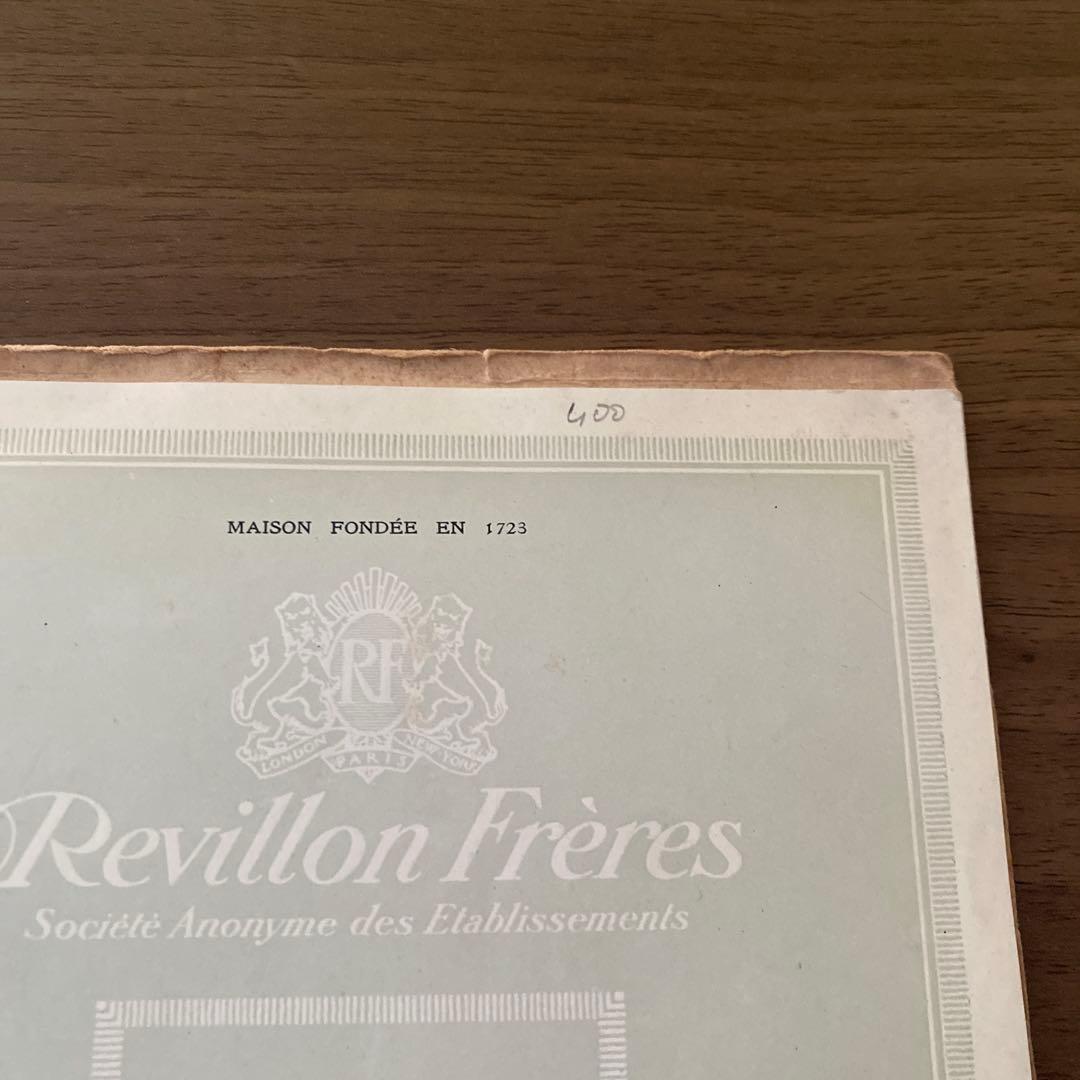 400
MAISON FONDÉE EN 1723
RF
LONDON PARIS NEW-YORK
Revillon Frères
Société Anonyme des Etablissements